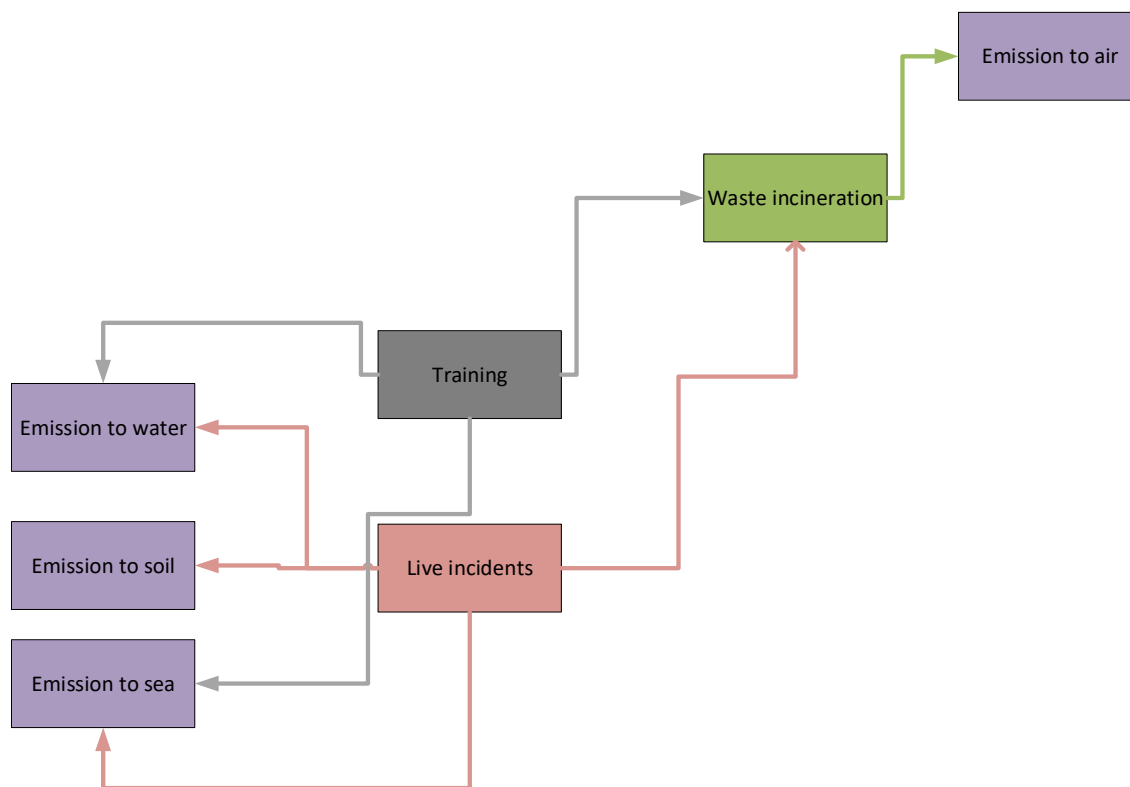 Emission to air
Waste incineration
Training
Emission to water
Emission to soil
Live incidents
Emission to sea